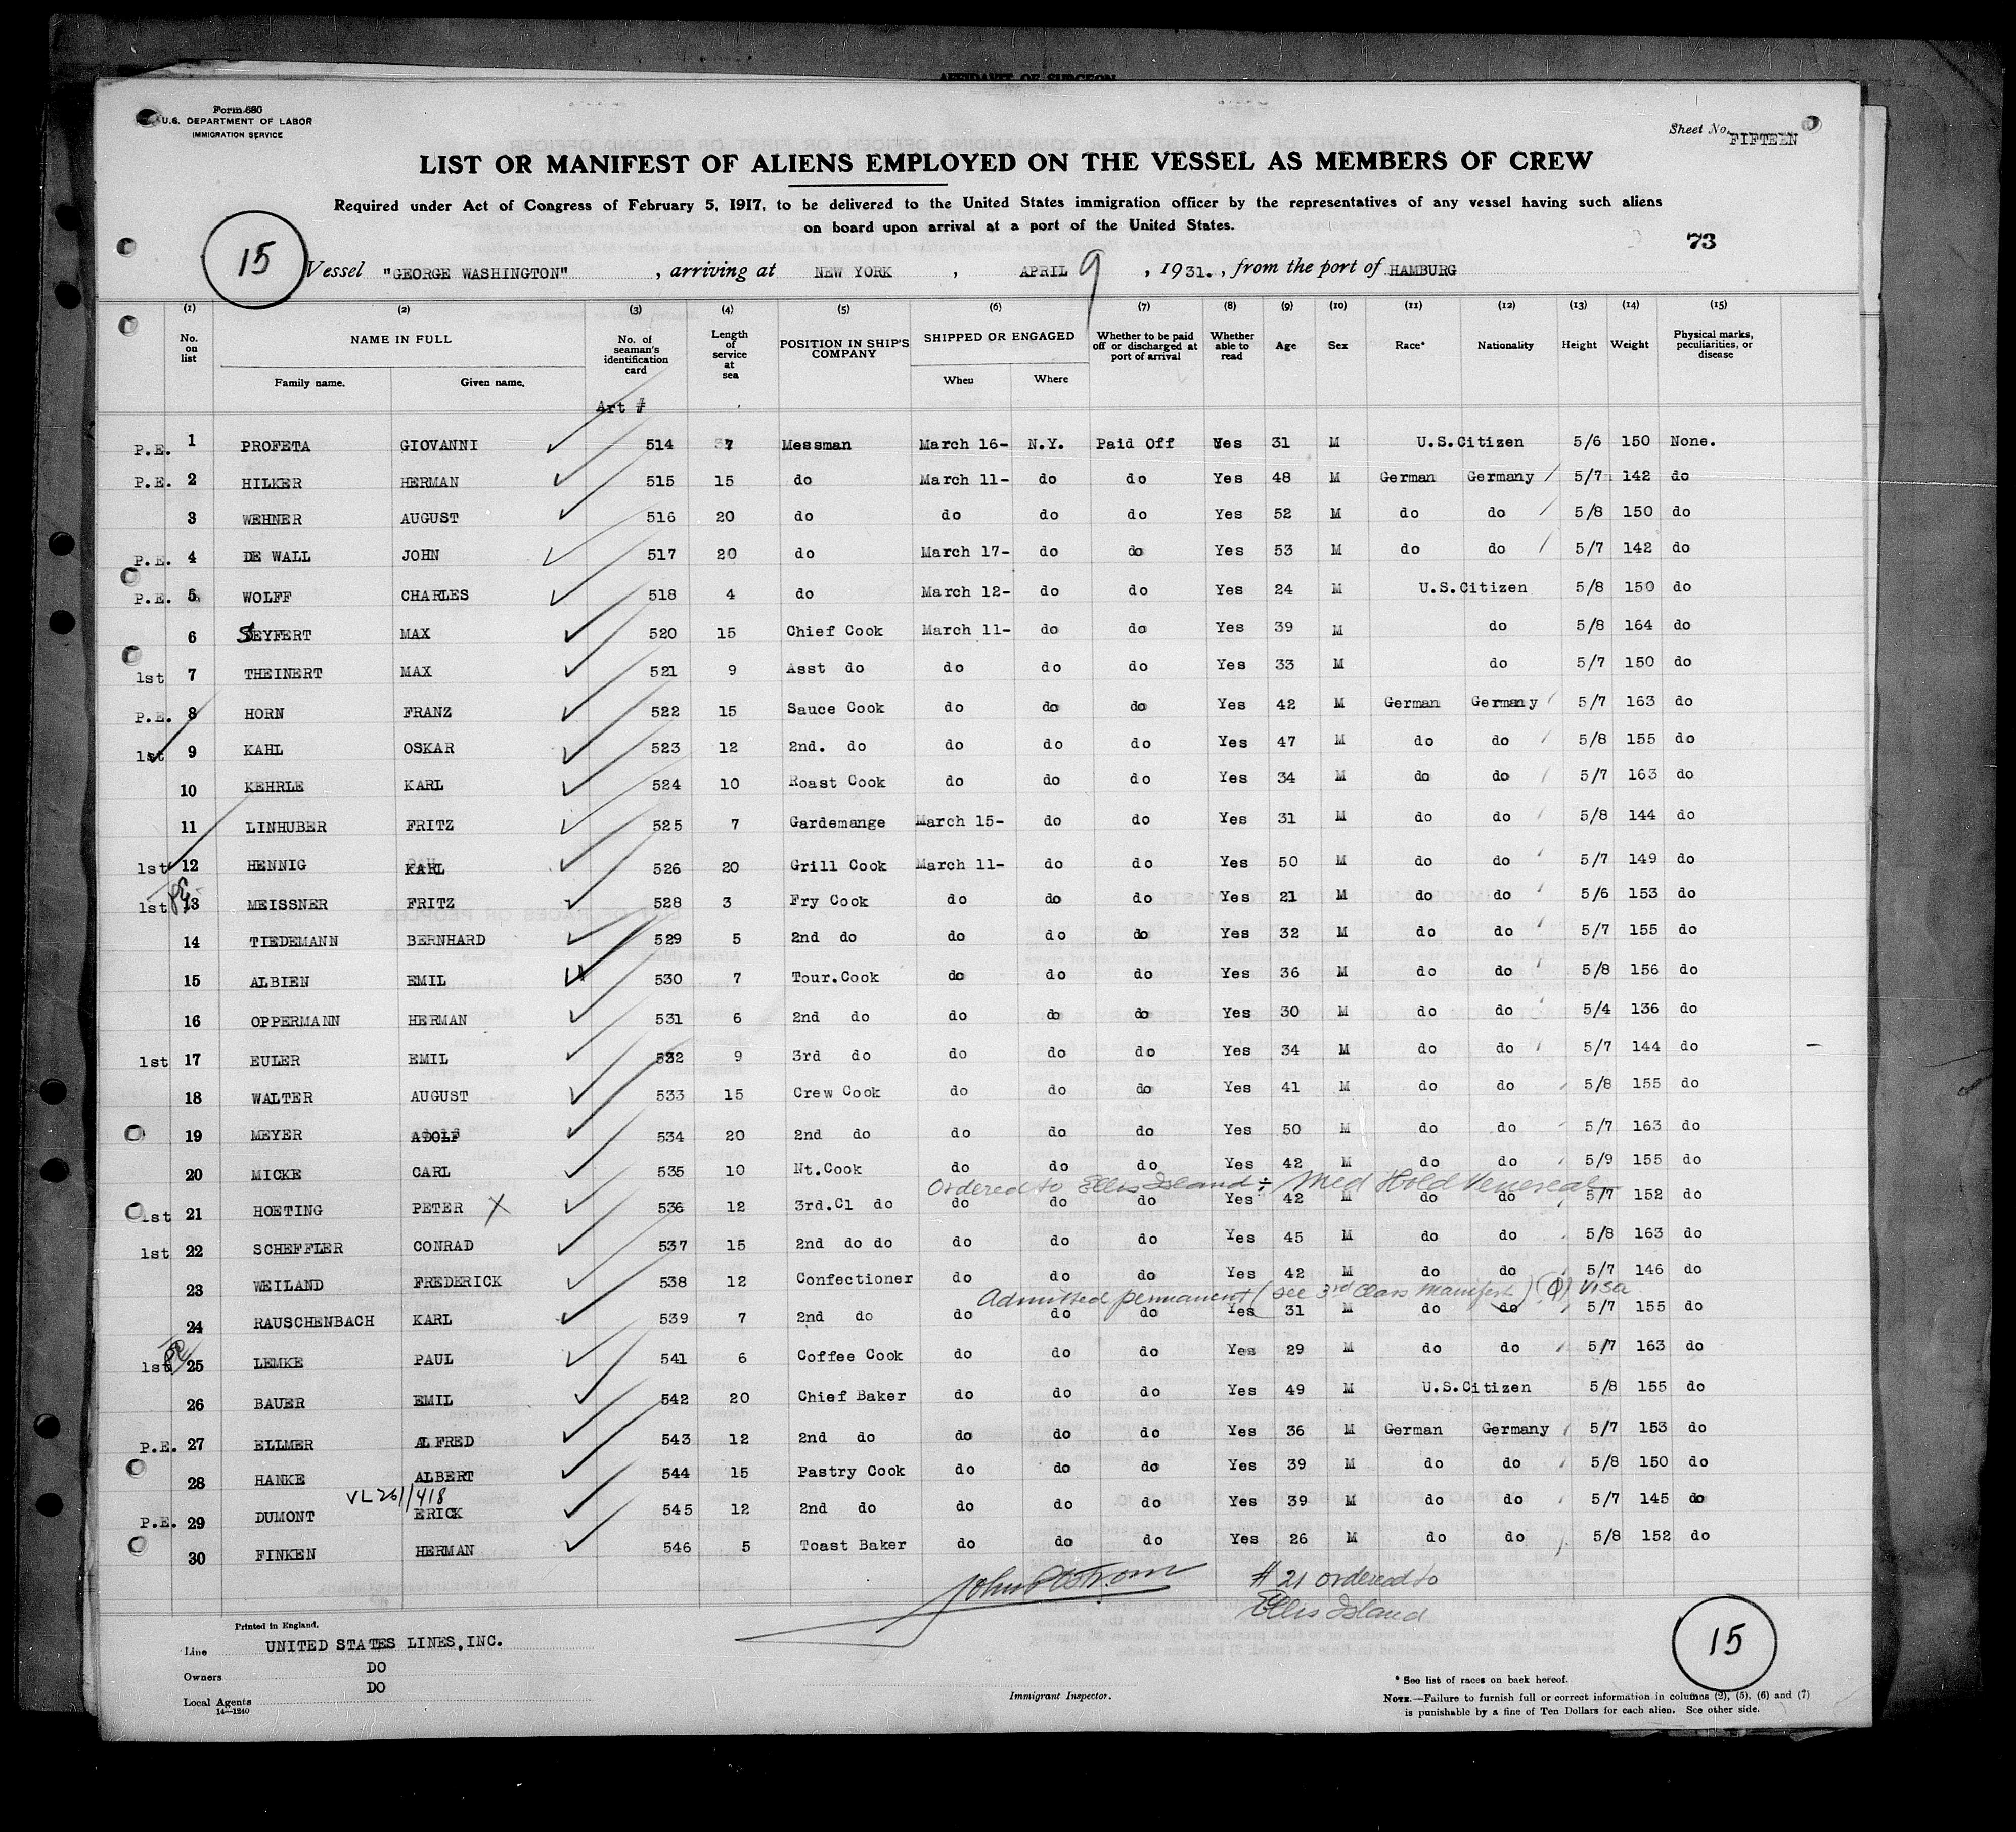 AFFIDAVIT OF SURGEON
Form 680
U.S. DEPARTMENT OF LABOR
IMMIGRATION SERVICE
Sheet No. FIFTEEN
LIST OR MANIFEST OF ALIENS EMPLOYED ON THE VESSEL AS MEMBERS OF CREW
Required under Act of Congress of February 5, 1917, to be delivered to the United States immigration officer by the representatives of any vessel having such aliens
on board upon arrival at a port of the United States.
73
15
Vessel "GEORGE WASHINGTON", arriving at NEW YORK, APRIL 9, 1931., from the port of HAMBURG
(1) (2) (3) (4) (5) (6) (7) (8) (9) (10) (11) (12) (13) (14) (15)
No. on list NAME IN FULL No. of seaman's identification card Length of service at sea POSITION IN SHIP'S COMPANY SHIPPED OR ENGAGED Whether to be paid off or discharged at port of arrival Whether able to read Age Sex Race* Nationality Height Weight Physical marks, peculiarities, or disease
Family name. Given name. When Where
Art #
P.E. 1 PROFETA GIOVANNI 514 7 Messman March 16- N.Y. Paid Off Yes 31 M U.S.Citizen 5/6 150 None.
P.E. 2 HILKER HERMAN 515 15 do March 11- do do Yes 48 M German Germany 5/7 142 do
3 WEHNER AUGUST 516 20 do do do do Yes 52 M do do 5/8 150 do
P.E. 4 DE WALL JOHN 517 20 do March 17- do do Yes 53 M do do 5/7 142 do
P.E. 5 WOLFF CHARLES 518 4 do March 12- do do Yes 24 M U.S.Citizen 5/8 150 do
6 SEYFERT MAX 520 15 Chief Cook March 11- do do Yes 39 M do 5/8 164 do
1st 7 THEINERT MAX 521 9 Asst do do do do Yes 33 M do 5/7 150 do
P.E. 8 HORN FRANZ 522 15 Sauce Cook do do do Yes 42 M German Germany 5/7 163 do
1st 9 KAHL OSKAR 523 12 2nd. do do do do Yes 47 M do do 5/8 155 do
10 KEHRLE KARL 524 10 Roast Cook do do do Yes 34 M do do 5/7 163 do
11 LINHUBER FRITZ 525 7 Gardemange March 15- do do Yes 31 M do do 5/8 144 do
1st 12 HENNIG KARL 526 20 Grill Cook March 11- do do Yes 50 M do do 5/7 149 do
1st PE 13 MEISSNER FRITZ 528 3 Fry Cook do do do Yes 21 M do do 5/6 153 do
14 TIEDEMANN BERNHARD 529 5 2nd do do do do Yes 32 M do do 5/7 155 do
15 ALBIEN EMIL 530 7 Tour.Cook do do do Yes 36 M do do 5/8 156 do
16 OPPERMANN HERMAN 531 6 2nd do do do do Yes 30 M do do 5/4 136 do
1st 17 EULER EMIL 532 9 3rd do do do do Yes 34 M do do 5/7 144 do
18 WALTER AUGUST 533 15 Crew Cook do do do Yes 41 M do do 5/8 155 do
19 MEYER ADOLF 534 20 2nd do do do do Yes 50 M do do 5/7 163 do
20 MICKE CARL 535 10 Nt.Cook do do do Yes 42 M do do 5/9 155 do
Ordered to Ellis Island ÷ Med Hold Venereal
1st 21 HOETING PETER X 536 12 3rd.Cl do do do do Yes 42 M do do 5/7 152 do
1st 22 SCHEFFLER CONRAD 537 15 2nd do do do do do Yes 45 M do do 5/8 163 do
23 WEILAND FREDERICK 538 12 Confectioner do do do Yes 42 M do do 5/7 146 do
Admitted permanent (see 3rd Class Manifest) (Q) Visa
24 RAUSCHENBACH KARL 539 7 2nd do do do do Yes 31 M do do 5/7 155 do
1st PE 25 LEMKE PAUL 541 6 Coffee Cook do do do Yes 29 M do do 5/7 163 do
26 BAUER EMIL 542 20 Chief Baker do do do Yes 49 M U.S.Citizen 5/8 155 do
P.E. 27 ELLMER ALFRED 543 12 2nd do do do do Yes 36 M German Germany 5/7 153 do
28 HANKE ALBERT 544 15 Pastry Cook do do do Yes 39 M do do 5/8 150 do
VL 261/418
P.E. 29 DUMONT ERICK 545 12 2nd do do do do Yes 39 M do do 5/7 145 do
30 FINKEN HERMAN 546 5 Toast Baker do do do Yes 26 M do do 5/8 152 do
# 21 ordered to
Ellis Island
Printed in England.
Line UNITED STATES LINES, INC.
Owners DO
Local Agents DO
14—1240
Immigrant Inspector.
15
* See list of races on back hereof.
NOTE.—Failure to furnish full or correct information in columns (2), (5), (6) and (7)
is punishable by a fine of Ten Dollars for each alien. See other side.